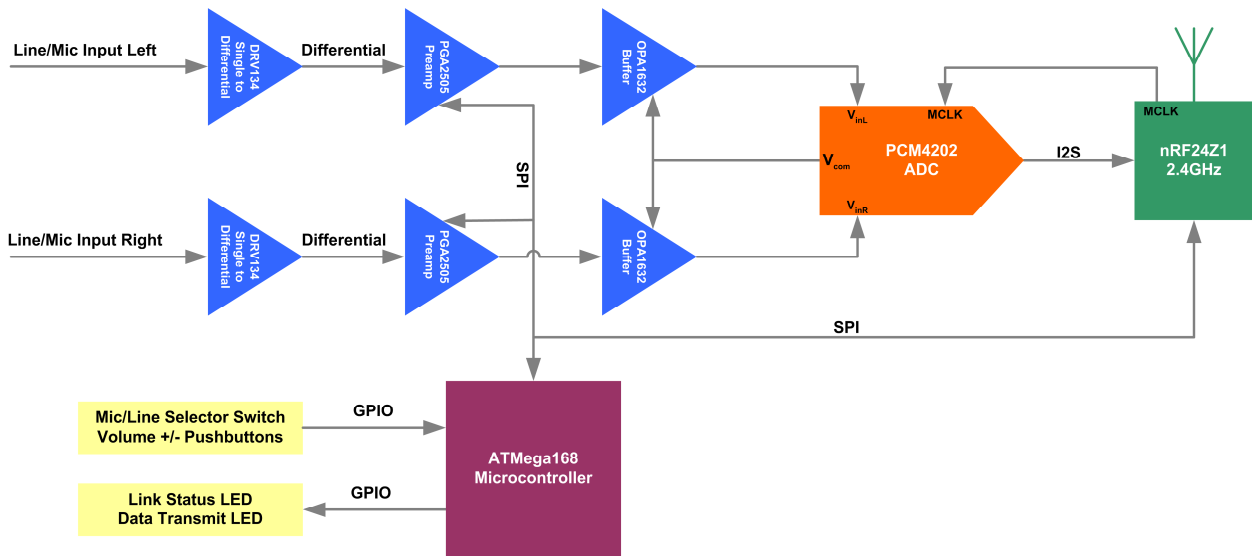 Line/Mic Input Left
DRV134
Single to
Differential
Differential
PGA2505
Preamp
OPA1632
Buffer
VinL
MCLK
Vcom
PCM4202
ADC
VinR
I2S
MCLK
nRF24Z1
2.4GHz
SPI
Line/Mic Input Right
DRV134
Single to
Differential
Differential
PGA2505
Preamp
OPA1632
Buffer
SPI
Mic/Line Selector Switch
Volume +/- Pushbuttons
GPIO
ATMega168
Microcontroller
Link Status LED
Data Transmit LED
GPIO